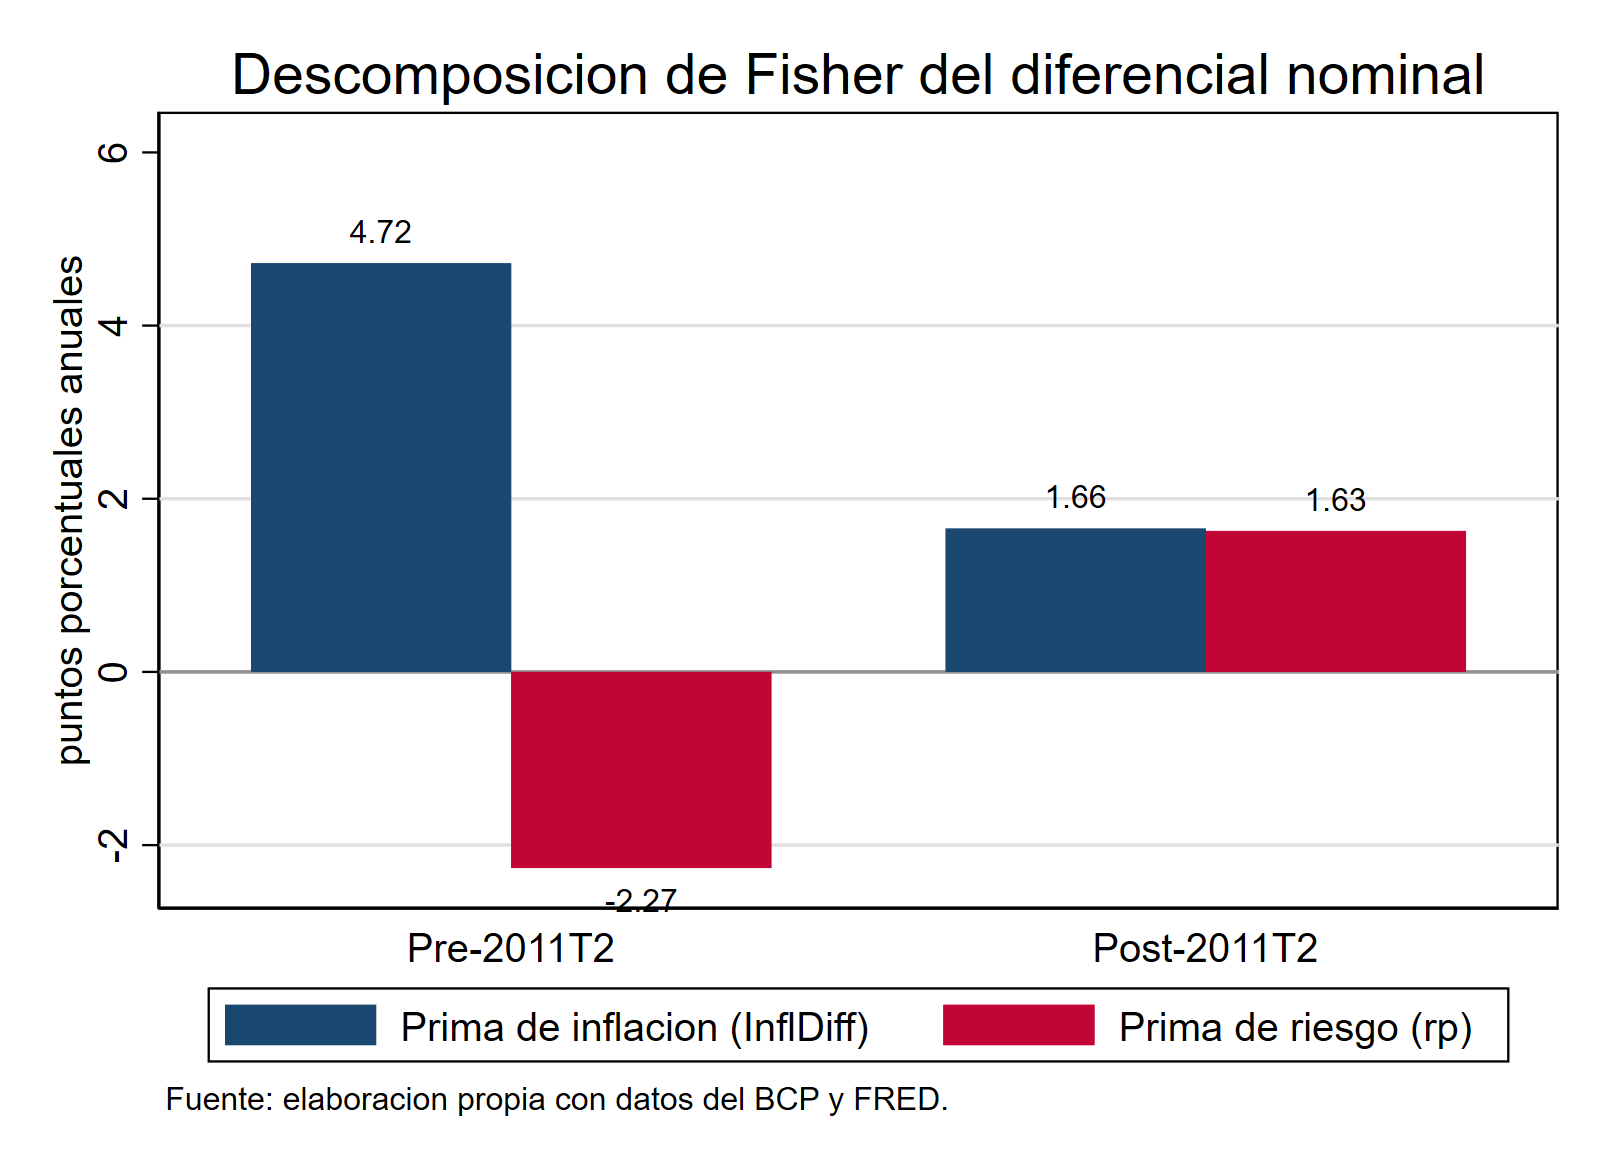 Descomposicion de Fisher del diferencial nominal
puntos porcentuales anuales
6
4
2
0
-2
4.72
-2.27
1.66
1.63
Pre-2011T2
Post-2011T2
Prima de inflacion (InflDiff)
Prima de riesgo (rp)
Fuente: elaboracion propia con datos del BCP y FRED.